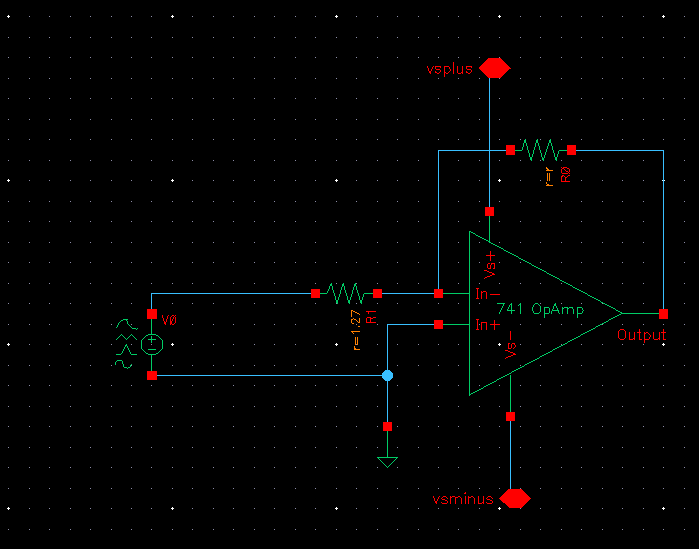 vsplus
r=r
R0
Vs+
V0
r=1.27
R1
In-
741 OpAmp
In+
Vs-
Output
vsminus